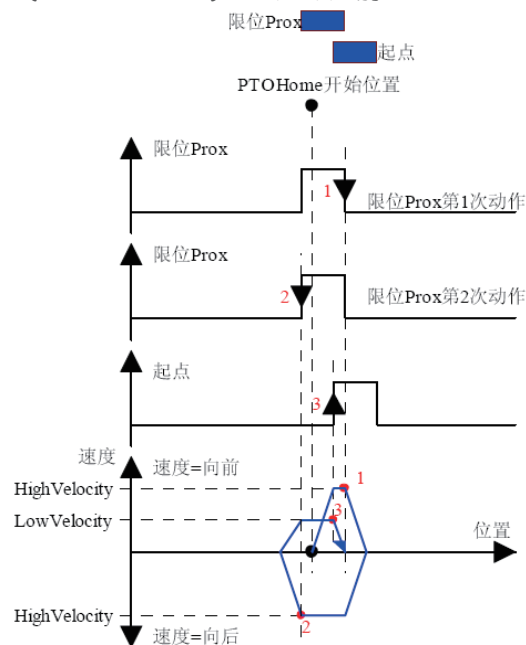 限位Prox
起点
PTOHome开始位置
限位Prox
1
限位Prox第1次动作
限位Prox
2
限位Prox第2次动作
起点
3
速度
速度=向前
HighVelocity
1
LowVelocity
3
位置
HighVelocity
2
速度=向后